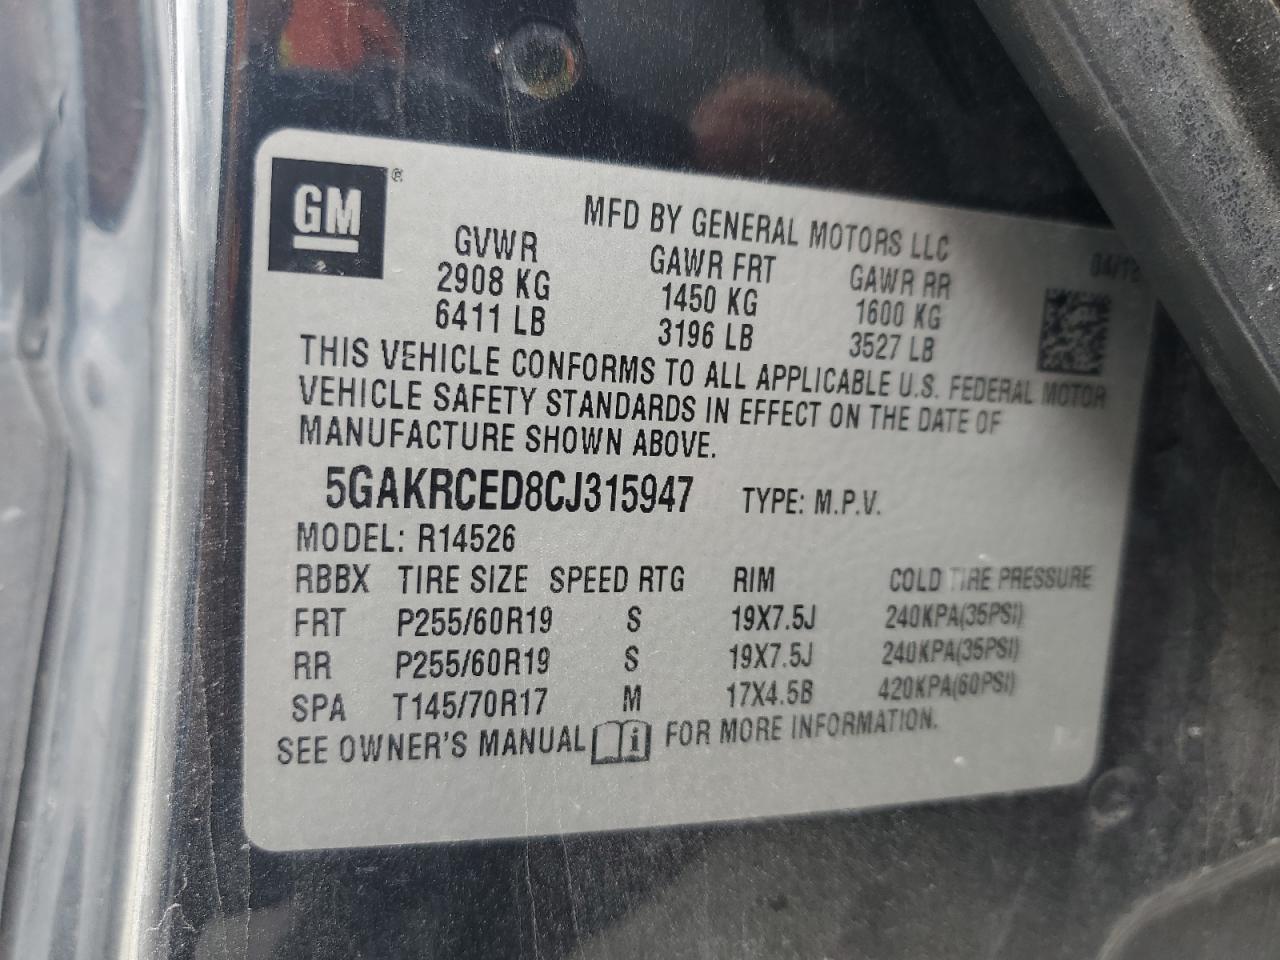 GM ®
MFD BY GENERAL MOTORS LLC
GVWR GAWR FRT GAWR RR
2908 KG 1450 KG 1600 KG
6411 LB 3196 LB 3527 LB
THIS VEHICLE CONFORMS TO ALL APPLICABLE U.S. FEDERAL MOTOR
VEHICLE SAFETY STANDARDS IN EFFECT ON THE DATE OF
MANUFACTURE SHOWN ABOVE.
5GAKRCED8CJ315947 TYPE: M.P.V.
MODEL: R14526
RBBX TIRE SIZE SPEED RTG RIM COLD TIRE PRESSURE
FRT P255/60R19 S 19X7.5J 240KPA(35PSI)
RR P255/60R19 S 19X7.5J 240KPA(35PSI)
SPA T145/70R17 M 17X4.5B 420KPA(60PSI)
SEE OWNER'S MANUAL i FOR MORE INFORMATION.